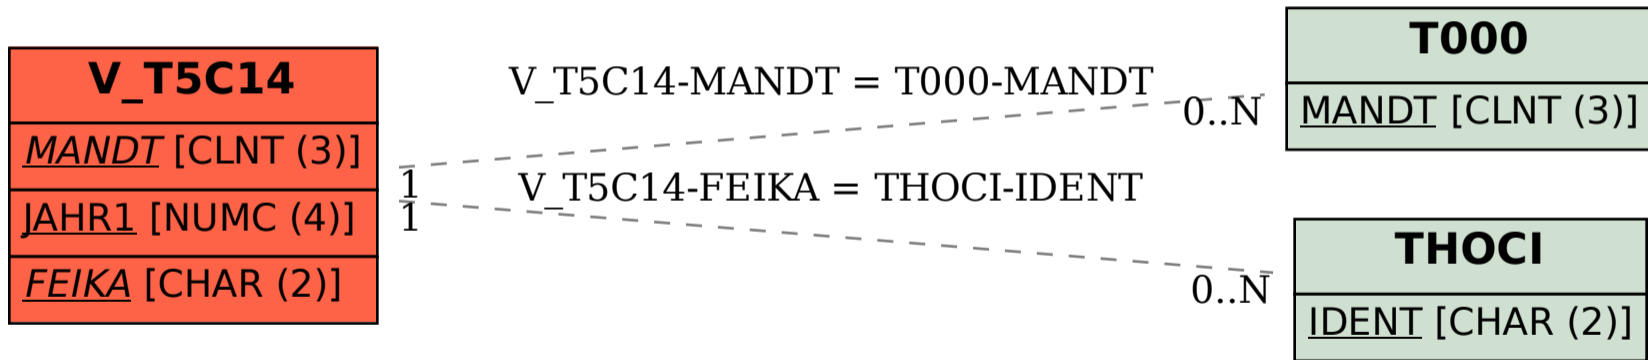 V_T5C14
MANDT [CLNT (3)]
JAHR1 [NUMC (4)]
FEIKA [CHAR (2)]
V_T5C14-MANDT = T000-MANDT
0..N
1
V_T5C14-FEIKA = THOCI-IDENT
1
0..N
T000
MANDT [CLNT (3)]
THOCI
IDENT [CHAR (2)]